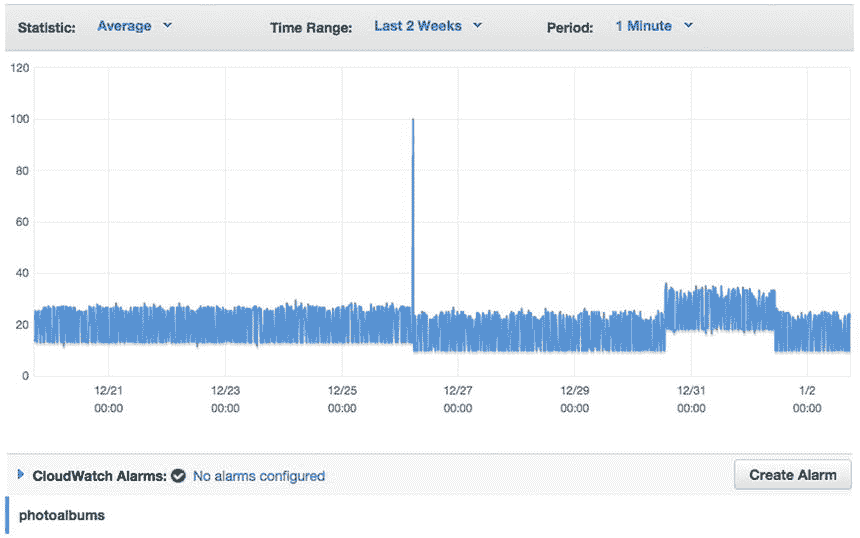 Statistic: Average Time Range: Last 2 Weeks Period: 1 Minute
120
100
80
60
40
20
0
12/21 12/23 12/25 12/27 12/29 12/31 1/2
00:00 00:00 00:00 00:00 00:00 00:00 00:00
CloudWatch Alarms: No alarms configured Create Alarm
photoalbums